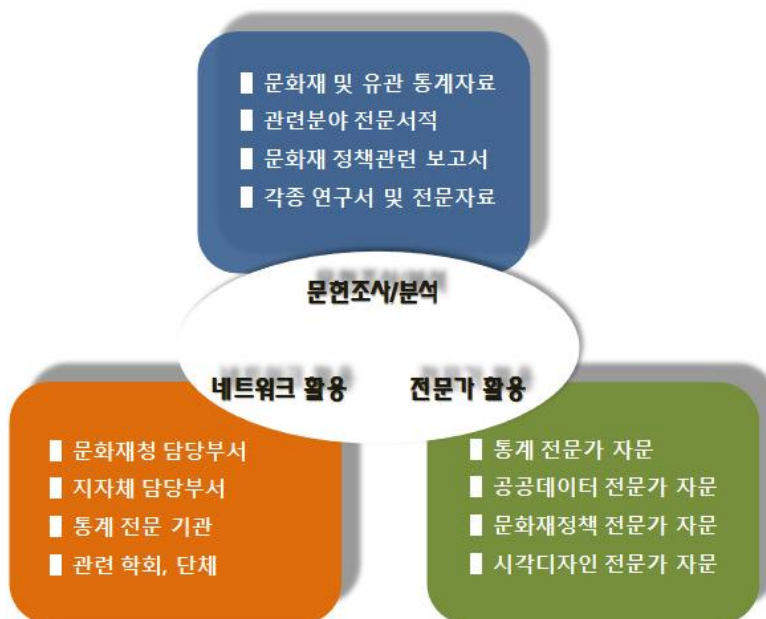 문화재 및 유관 통계자료
관련분야 전문서적
문화재 정책관련 보고서
각종 연구서 및 전문자료
문헌조사/분석
네트워크 활용
전문가 활용
문화재청 담당부서
지자체 담당부서
통계 전문 기관
관련 학회, 단체
통계 전문가 자문
공공데이터 전문가 자문
문화재정책 전문가 자문
시각디자인 전문가 자문